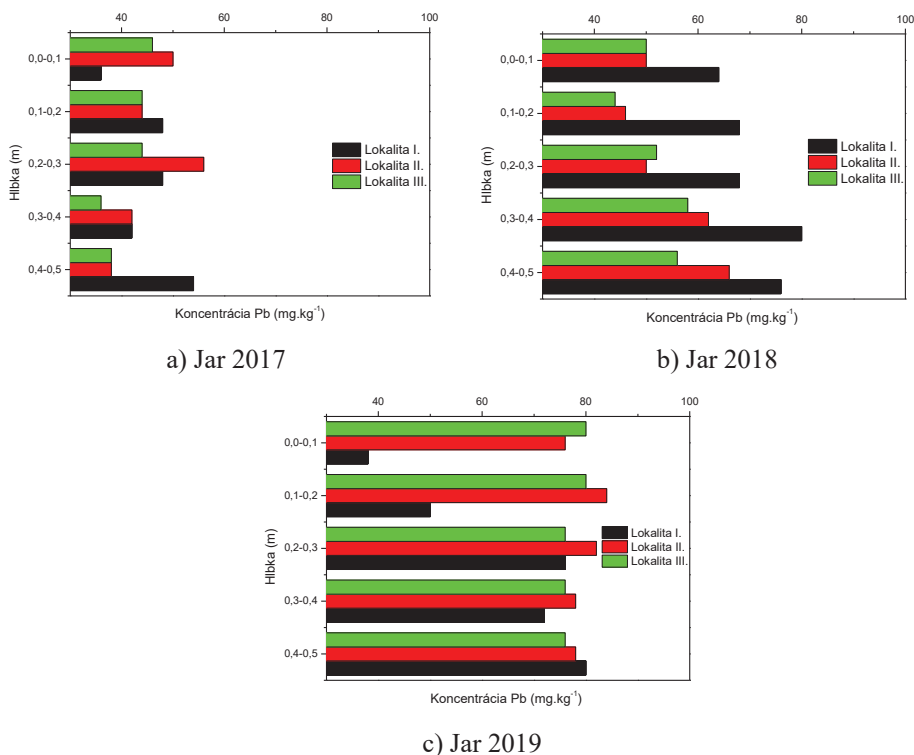 40 60 80 100
0,0-0,1
0,1-0,2
0,2-0,3
0,3-0,4
0,4-0,5
Hlbka (m)
Lokalita I.
Lokalita II.
Lokalita III.
Koncentrácia Pb (mg.kg⁻¹)
a) Jar 2017
40 60 80 100
0,0-0,1
0,1-0,2
0,2-0,3
0,3-0,4
0,4-0,5
Hlbka (m)
Lokalita I.
Lokalita II.
Lokalita III.
Koncentrácia Pb (mg.kg⁻¹)
b) Jar 2018
40 60 80 100
0,0-0,1
0,1-0,2
0,2-0,3
0,3-0,4
0,4-0,5
Hlbka (m)
Lokalita I.
Lokalita II.
Lokalita III.
Koncentrácia Pb (mg.kg⁻¹)
c) Jar 2019